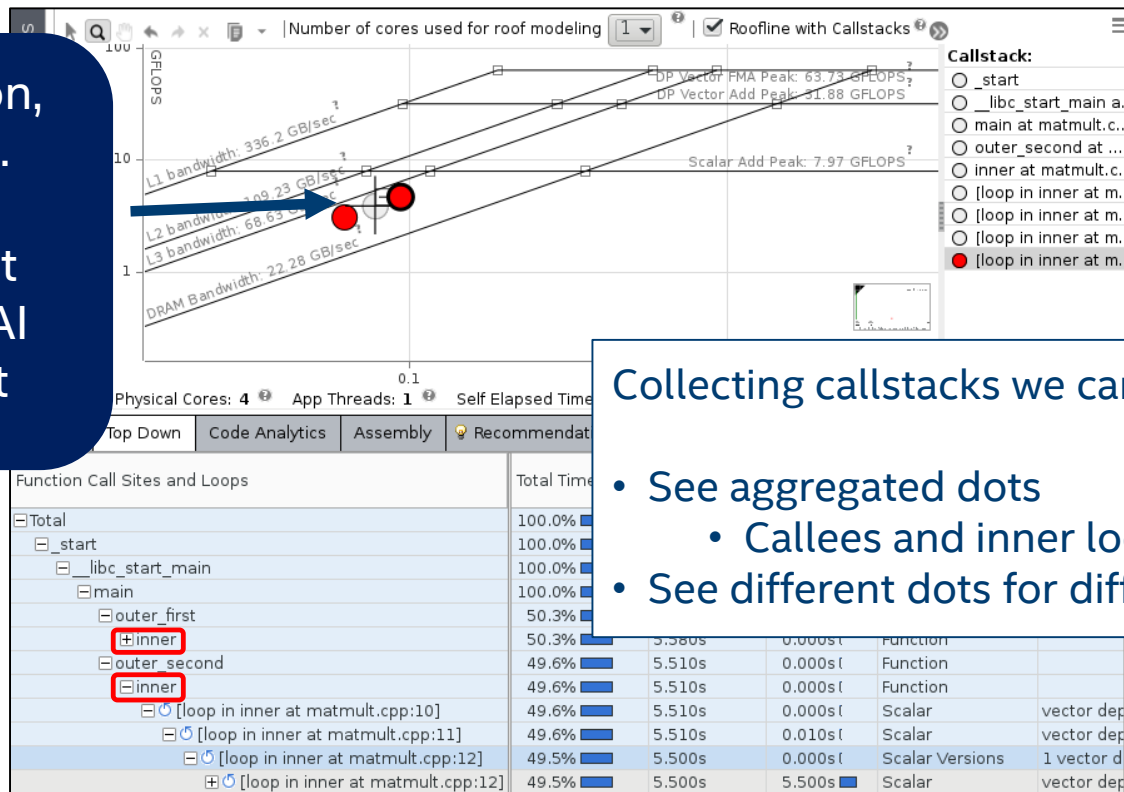 Number of cores used for roof modeling 1 Roofline with Callstacks
on,
.
t
AI
t
GFLOPS
100
10
1
0.1
L1 bandwidth: 336.2 GB/sec
L2 bandwidth: 109.23 GB/sec
L3 bandwidth: 68.63 GB/sec
DRAM Bandwidth: 22.28 GB/sec
DP Vector FMA Peak: 63.73 GFLOPS
DP Vector Add Peak: 31.88 GFLOPS
Scalar Add Peak: 7.97 GFLOPS
Callstack:
_start
__libc_start_main a.
main at matmult.c..
outer_second at ...
inner at matmult.c.
[loop in inner at m.
[loop in inner at m.
[loop in inner at m.
[loop in inner at m.
Physical Cores: 4 App Threads: 1 Self Elapsed Time
Top Down Code Analytics Assembly Recommendat
Collecting callstacks we can
• See aggregated dots
• Callees and inner lo
• See different dots for diff
Function Call Sites and Loops Total Time
Total 100.0%
_start 100.0%
__libc_start_main 100.0%
main 100.0%
outer_first 50.3%
inner 50.3% 5.580s 0.000s Function
outer_second 49.6% 5.510s 0.000s Function
inner 49.6% 5.510s 0.000s Function
[loop in inner at matmult.cpp:10] 49.6% 5.510s 0.000s Scalar vector dep
[loop in inner at matmult.cpp:11] 49.6% 5.510s 0.010s Scalar vector dep
[loop in inner at matmult.cpp:12] 49.5% 5.500s 0.000s Scalar Versions 1 vector d
[loop in inner at matmult.cpp:12] 49.5% 5.500s 5.500s Scalar vector dep